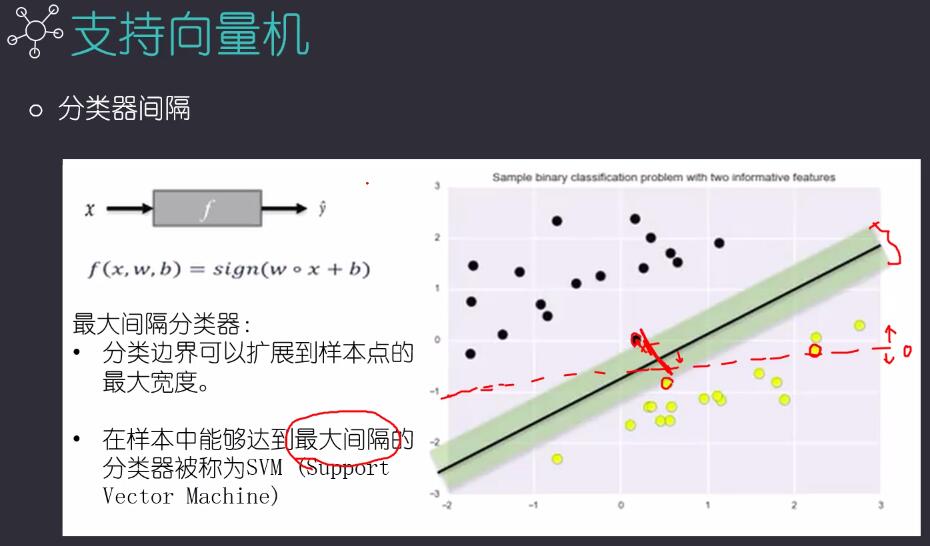 支持向量机
分类器间隔
x f ŷ
f(x,w,b) = sign(w∘x + b)
最大间隔分类器:
• 分类边界可以扩展到样本点的
最大宽度。
• 在样本中能够达到最大间隔的
分类器被称为SVM (Support
Vector Machine)
Sample binary classification problem with two informative features
3
2
1
0
-1
-2
-3
-2 -1 0 1 2 3
0